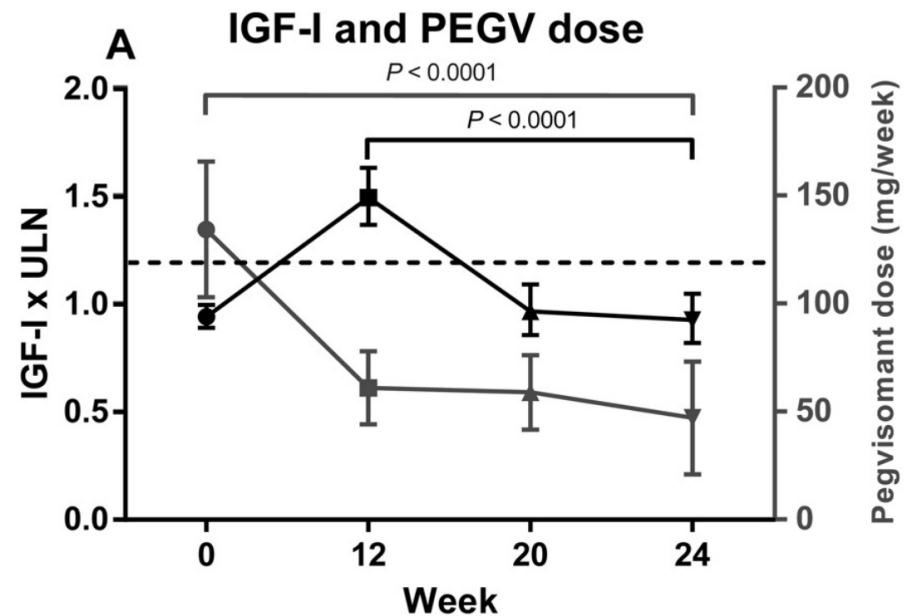 A
IGF-I and PEGV dose
P < 0.0001
P < 0.0001
2.0
1.5
1.0
0.5
0.0
IGF-I x ULN
200
150
100
50
0
Pegvisomant dose (mg/week)
0 12 20 24
Week